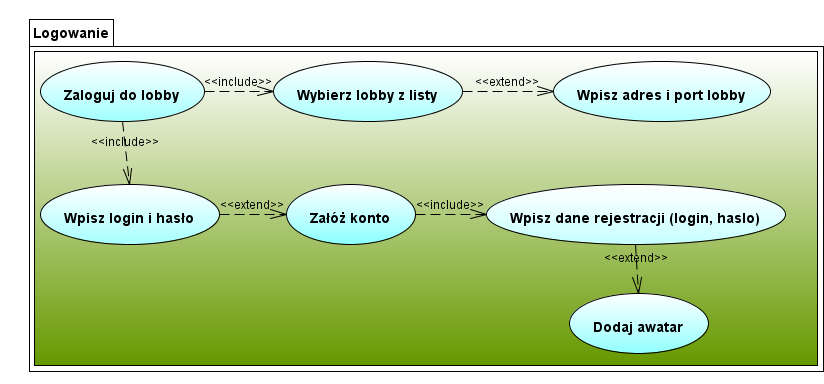 Logowanie
Zaloguj do lobby
<<include>>
Wybierz lobby z listy
<<extend>>
Wpisz adres i port lobby
<<include>>
Wpisz login i hasło
<<extend>>
Załóż konto
<<include>>
Wpisz dane rejestracji (login, haslo)
<<extend>>
Dodaj awatar